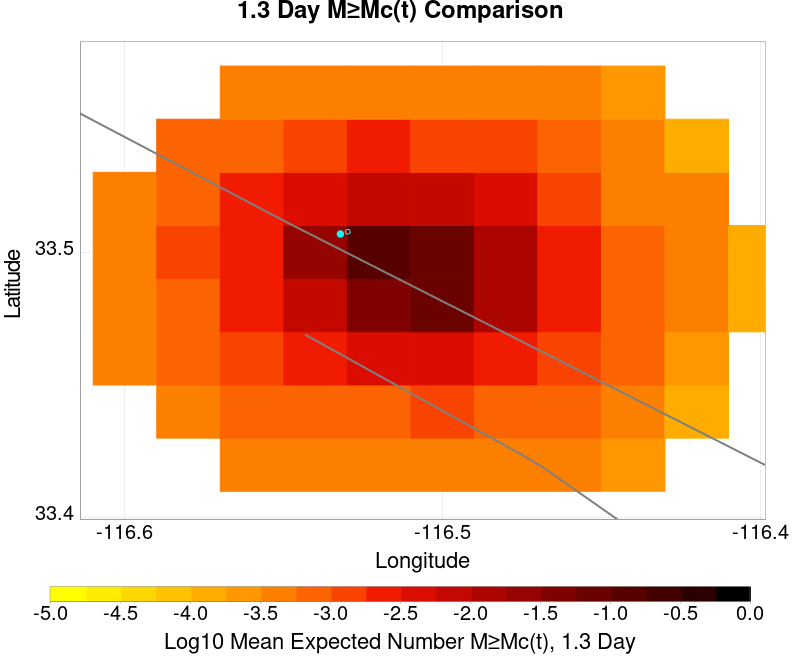 1.3 Day M≥Mc(t) Comparison
33.5
Latitude
33.4
-116.6 -116.5 -116.4
Longitude
-5.0 -4.5 -4.0 -3.5 -3.0 -2.5 -2.0 -1.5 -1.0 -0.5 0.0
Log10 Mean Expected Number M≥Mc(t), 1.3 Day